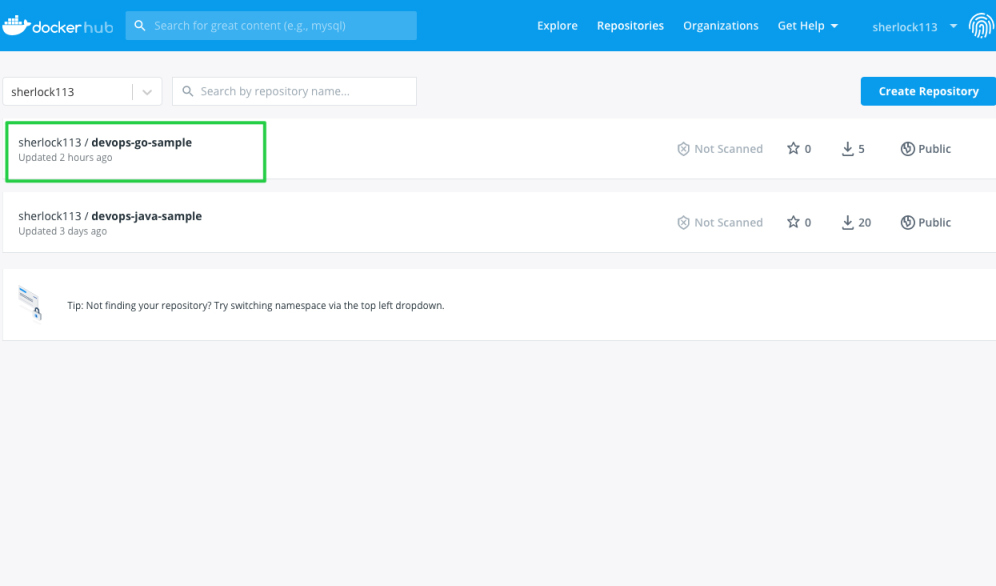 docker hub Search for great content (e.g., mysql) Explore Repositories Organizations Get Help sherlock113
sherlock113 Search by repository name... Create Repository
sherlock113 / devops-go-sample
Updated 2 hours ago
Not Scanned 0 5 Public
sherlock113 / devops-java-sample
Updated 3 days ago
Not Scanned 0 20 Public
Tip: Not finding your repository? Try switching namespace via the top left dropdown.